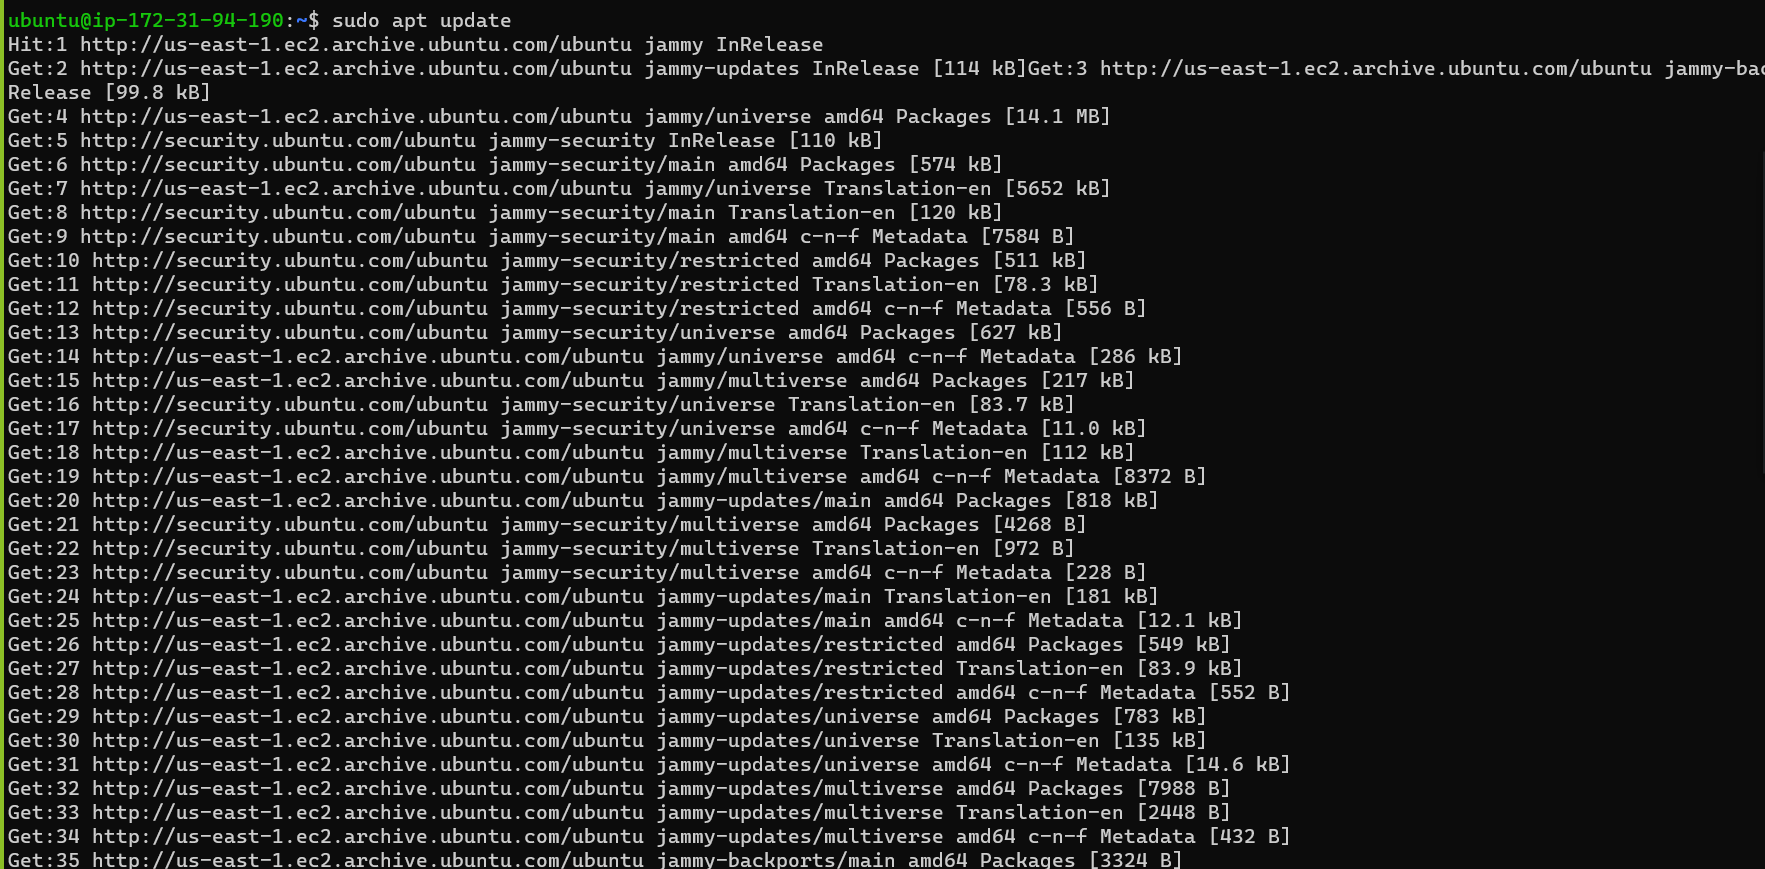 ubuntu@ip-172-31-94-190:~$ sudo apt update
Hit:1 http://us-east-1.ec2.archive.ubuntu.com/ubuntu jammy InRelease
Get:2 http://us-east-1.ec2.archive.ubuntu.com/ubuntu jammy-updates InRelease [114 kB]Get:3 http://us-east-1.ec2.archive.ubuntu.com/ubuntu jammy-bac
Release [99.8 kB]
Get:4 http://us-east-1.ec2.archive.ubuntu.com/ubuntu jammy/universe amd64 Packages [14.1 MB]
Get:5 http://security.ubuntu.com/ubuntu jammy-security InRelease [110 kB]
Get:6 http://security.ubuntu.com/ubuntu jammy-security/main amd64 Packages [574 kB]
Get:7 http://us-east-1.ec2.archive.ubuntu.com/ubuntu jammy/universe Translation-en [5652 kB]
Get:8 http://security.ubuntu.com/ubuntu jammy-security/main Translation-en [120 kB]
Get:9 http://security.ubuntu.com/ubuntu jammy-security/main amd64 c-n-f Metadata [7584 B]
Get:10 http://security.ubuntu.com/ubuntu jammy-security/restricted amd64 Packages [511 kB]
Get:11 http://security.ubuntu.com/ubuntu jammy-security/restricted Translation-en [78.3 kB]
Get:12 http://security.ubuntu.com/ubuntu jammy-security/restricted amd64 c-n-f Metadata [556 B]
Get:13 http://security.ubuntu.com/ubuntu jammy-security/universe amd64 Packages [627 kB]
Get:14 http://us-east-1.ec2.archive.ubuntu.com/ubuntu jammy/universe amd64 c-n-f Metadata [286 kB]
Get:15 http://us-east-1.ec2.archive.ubuntu.com/ubuntu jammy/multiverse amd64 Packages [217 kB]
Get:16 http://security.ubuntu.com/ubuntu jammy-security/universe Translation-en [83.7 kB]
Get:17 http://security.ubuntu.com/ubuntu jammy-security/universe amd64 c-n-f Metadata [11.0 kB]
Get:18 http://us-east-1.ec2.archive.ubuntu.com/ubuntu jammy/multiverse Translation-en [112 kB]
Get:19 http://us-east-1.ec2.archive.ubuntu.com/ubuntu jammy/multiverse amd64 c-n-f Metadata [8372 B]
Get:20 http://us-east-1.ec2.archive.ubuntu.com/ubuntu jammy-updates/main amd64 Packages [818 kB]
Get:21 http://security.ubuntu.com/ubuntu jammy-security/multiverse amd64 Packages [4268 B]
Get:22 http://security.ubuntu.com/ubuntu jammy-security/multiverse Translation-en [972 B]
Get:23 http://security.ubuntu.com/ubuntu jammy-security/multiverse amd64 c-n-f Metadata [228 B]
Get:24 http://us-east-1.ec2.archive.ubuntu.com/ubuntu jammy-updates/main Translation-en [181 kB]
Get:25 http://us-east-1.ec2.archive.ubuntu.com/ubuntu jammy-updates/main amd64 c-n-f Metadata [12.1 kB]
Get:26 http://us-east-1.ec2.archive.ubuntu.com/ubuntu jammy-updates/restricted amd64 Packages [549 kB]
Get:27 http://us-east-1.ec2.archive.ubuntu.com/ubuntu jammy-updates/restricted Translation-en [83.9 kB]
Get:28 http://us-east-1.ec2.archive.ubuntu.com/ubuntu jammy-updates/restricted amd64 c-n-f Metadata [552 B]
Get:29 http://us-east-1.ec2.archive.ubuntu.com/ubuntu jammy-updates/universe amd64 Packages [783 kB]
Get:30 http://us-east-1.ec2.archive.ubuntu.com/ubuntu jammy-updates/universe Translation-en [135 kB]
Get:31 http://us-east-1.ec2.archive.ubuntu.com/ubuntu jammy-updates/universe amd64 c-n-f Metadata [14.6 kB]
Get:32 http://us-east-1.ec2.archive.ubuntu.com/ubuntu jammy-updates/multiverse amd64 Packages [7988 B]
Get:33 http://us-east-1.ec2.archive.ubuntu.com/ubuntu jammy-updates/multiverse Translation-en [2448 B]
Get:34 http://us-east-1.ec2.archive.ubuntu.com/ubuntu jammy-updates/multiverse amd64 c-n-f Metadata [432 B]
Get:35 http://us-east-1.ec2.archive.ubuntu.com/ubuntu jammy-backports/main amd64 Packages [3324 B]